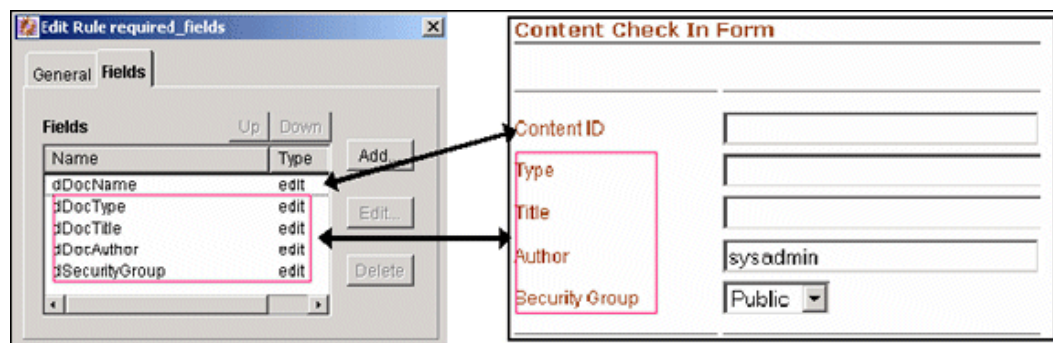 Edit Rule required_fields
General Fields
Fields Up Down
Name Type Add...
dDocName edit
dDocType edit
dDocTitle edit Edit...
dDocAuthor edit
dSecurityGroup edit Delete
Content Check In Form
Content ID
Type
Title
Author sysadmin
Security Group Public